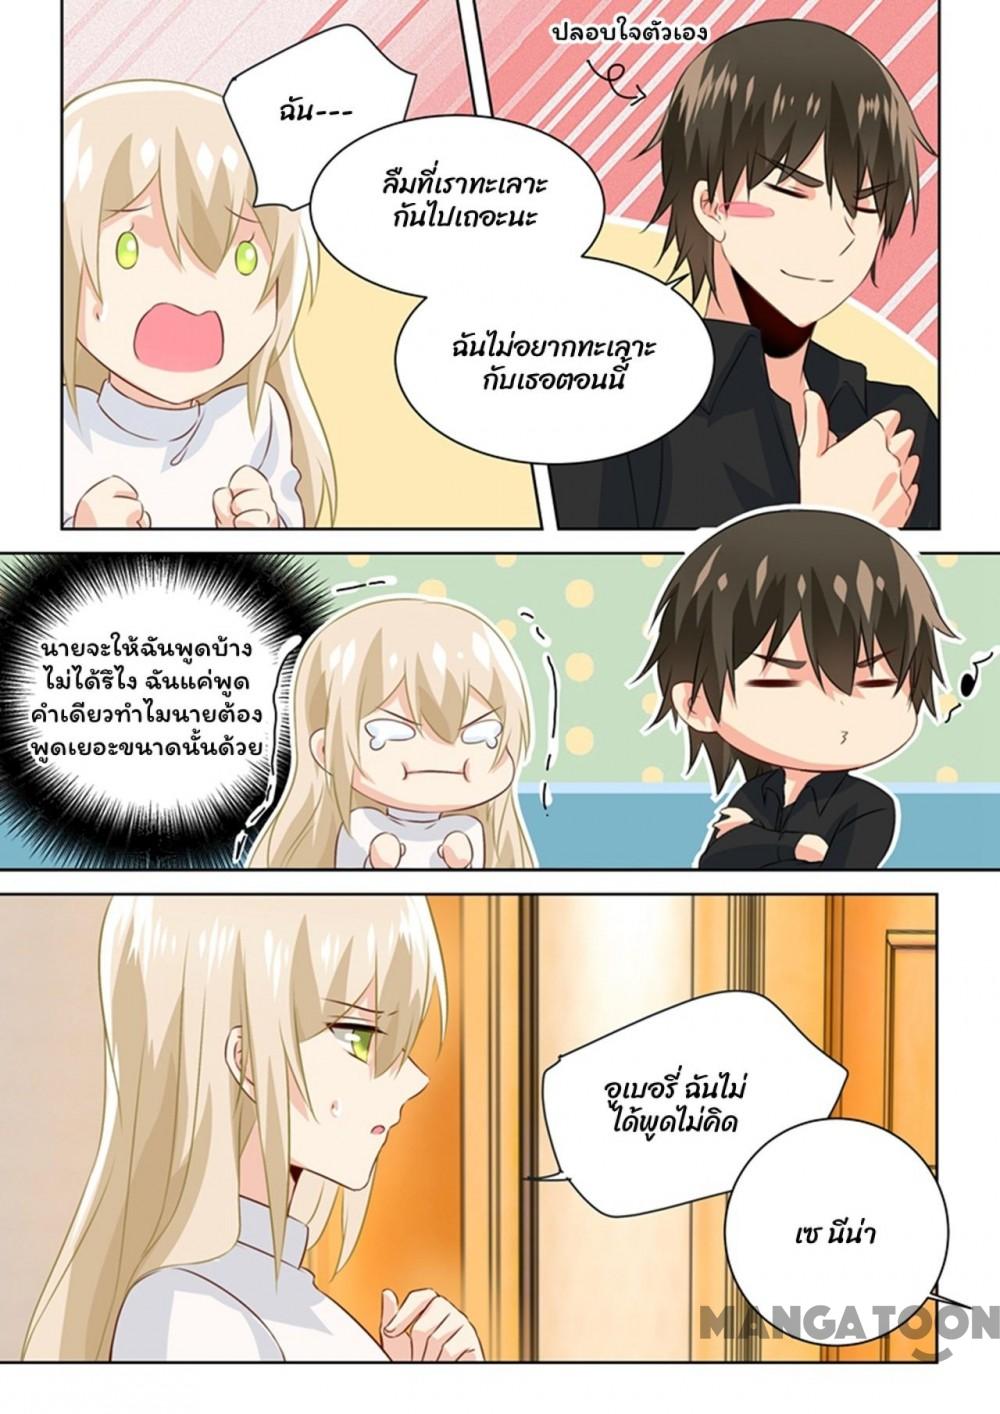 ปลอบใจตัวเอง
ฉัน---
ลืมที่เราทะเลาะ
กันไปเถอะนะ
ฉันไม่อยากทะเลาะ
กับเธอตอนนี้
นายจะให้ฉันพูดบ้าง
ไม่ได้รึไง ฉันแค่พูด
คำเดียวทำไมนายต้อง
พูดเยอะขนาดนั้นด้วย
อูเบอรี่ ฉันไม่
ได้พูดไม่คิด
เซ นีน่า
MANGATOON